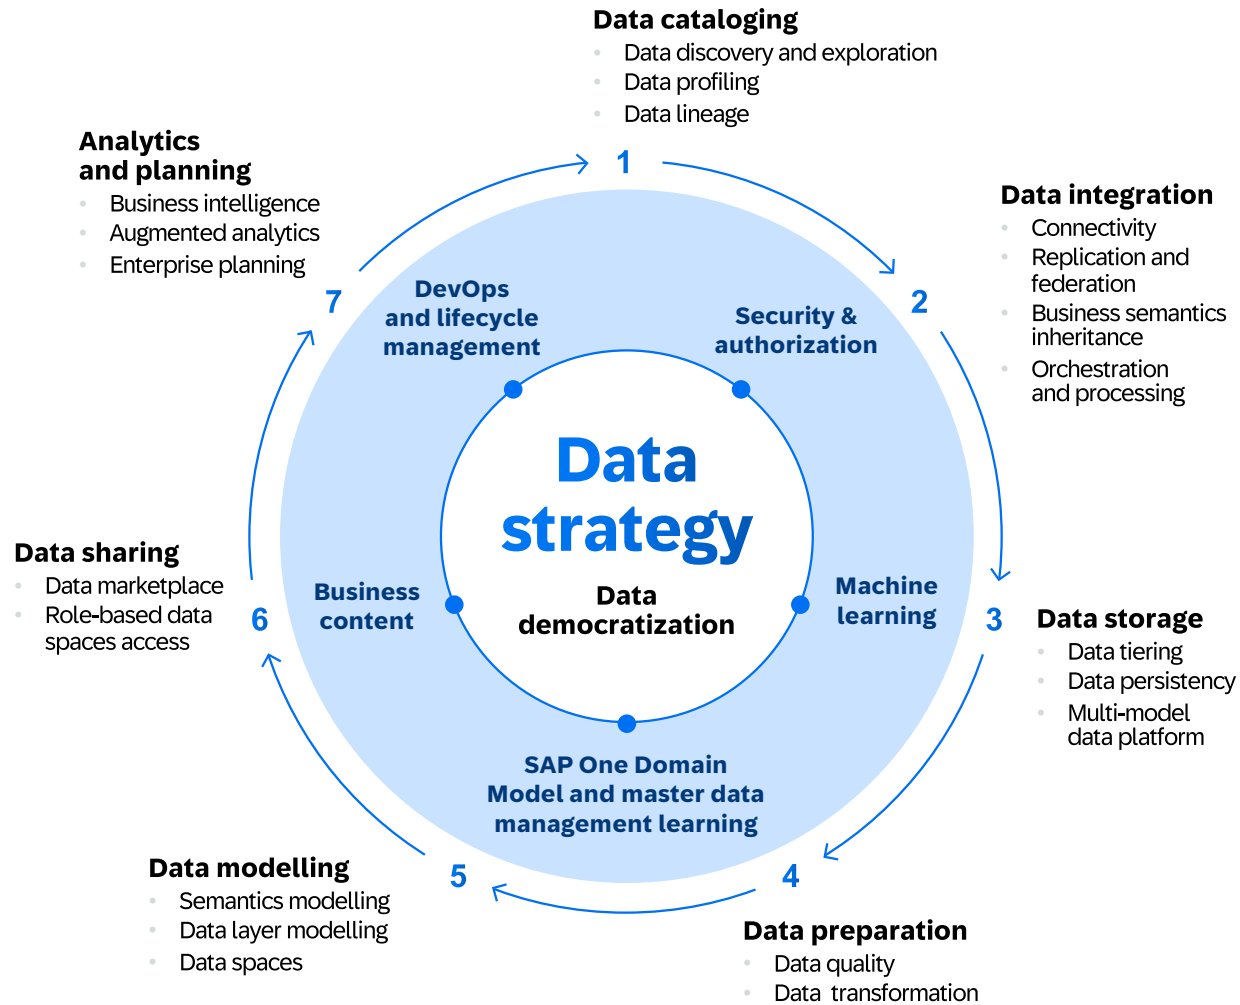 Data cataloging
• Data discovery and exploration
• Data profiling
• Data lineage
1
Data integration
• Connectivity
• Replication and
federation
• Business semantics
inheritance
• Orchestration
and processing
2
Data storage
• Data tiering
• Data persistency
• Multi-model
data platform
3
Data preparation
• Data quality
• Data transformation
4
Data modelling
• Semantics modelling
• Data layer modelling
• Data spaces
5
Data sharing
• Data marketplace
• Role-based data
spaces access
6
Analytics
and planning
• Business intelligence
• Augmented analytics
• Enterprise planning
7
DevOps
and lifecycle
management
Security &
authorization
Machine
learning
SAP One Domain
Model and master data
management learning
Business
content
Data
strategy
Data
democratization